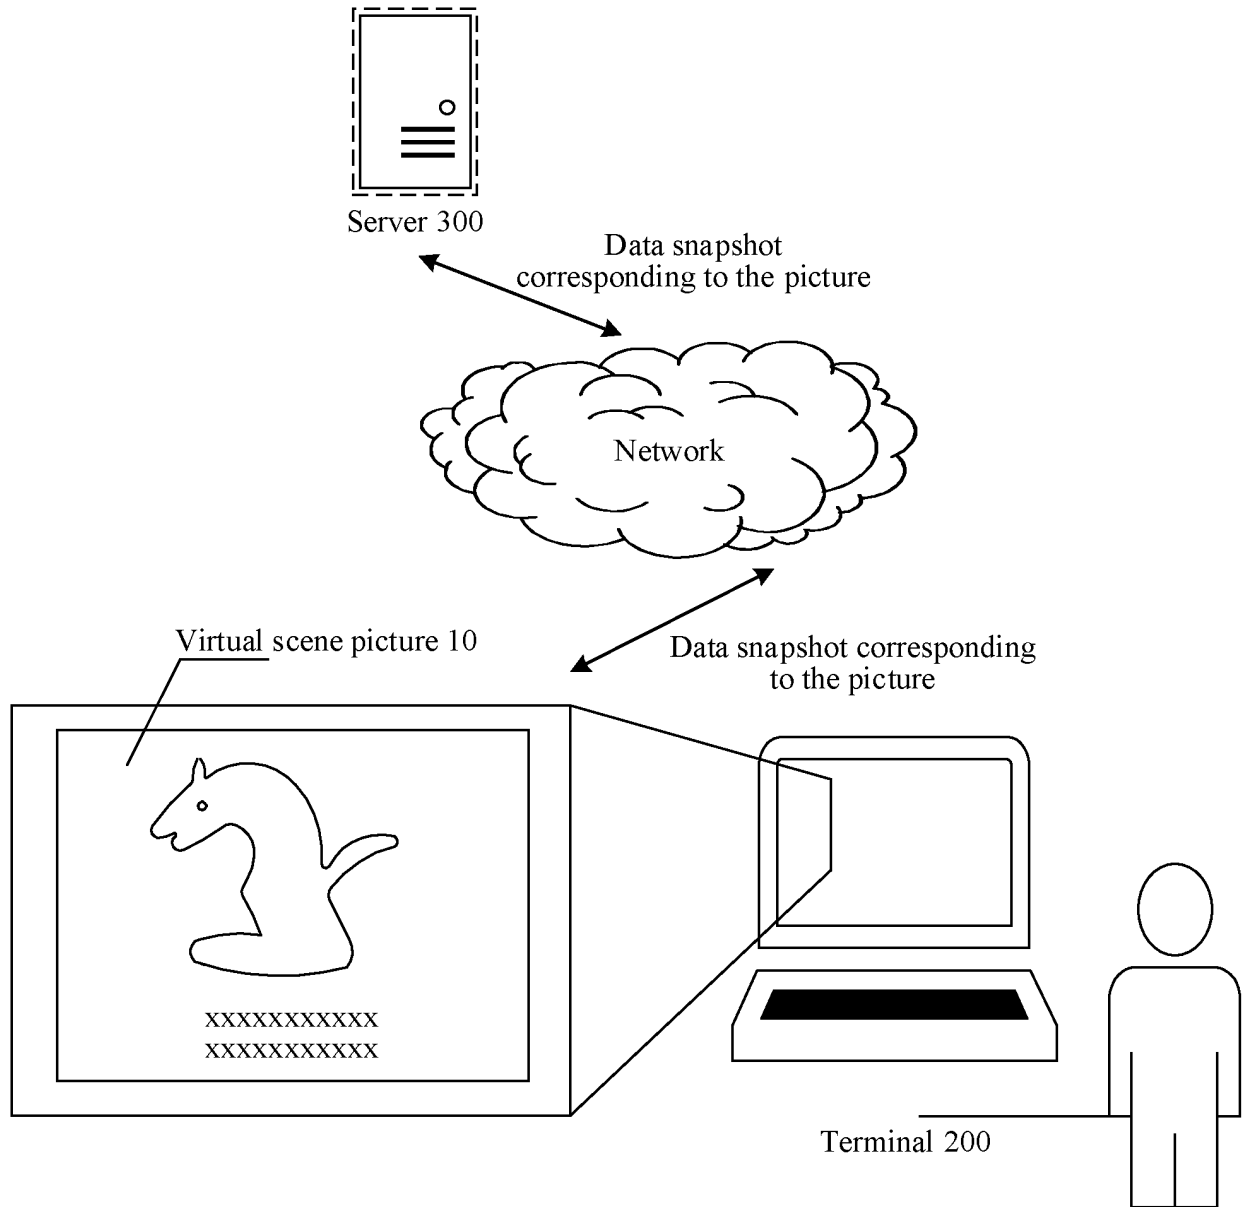 Server 300
Data snapshot
corresponding to the picture
Network
Virtual scene picture 10
Data snapshot corresponding
to the picture
xxxxxxxxxxx
xxxxxxxxxxx
Terminal 200